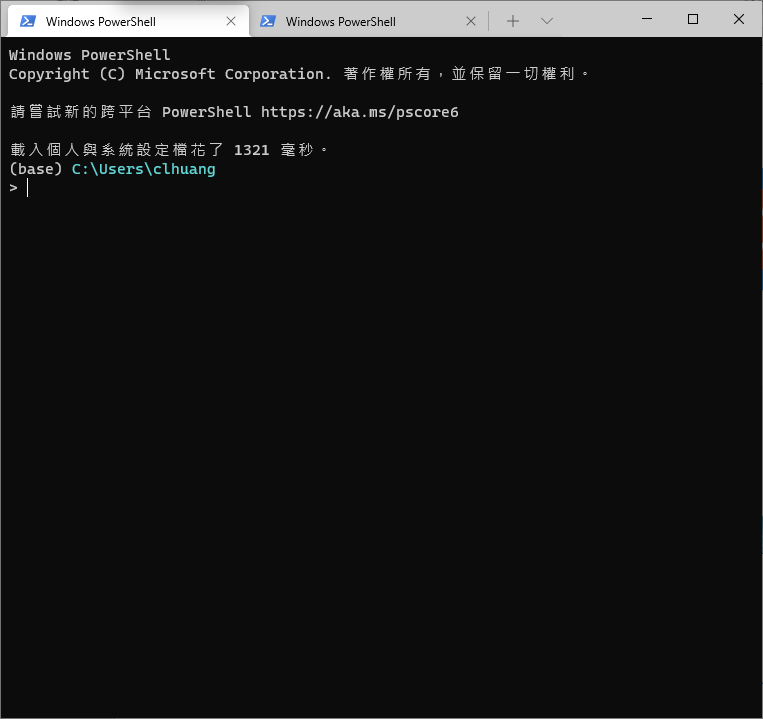 Windows PowerShell
Windows PowerShell
Windows PowerShell
Copyright (C) Microsoft Corporation. 著作權所有，並保留一切權利。
請嘗試新的跨平台 PowerShell https://aka.ms/pscore6
載入個人與系統設定檔花了 1321 毫秒。
(base) C:\Users\clhuang
>